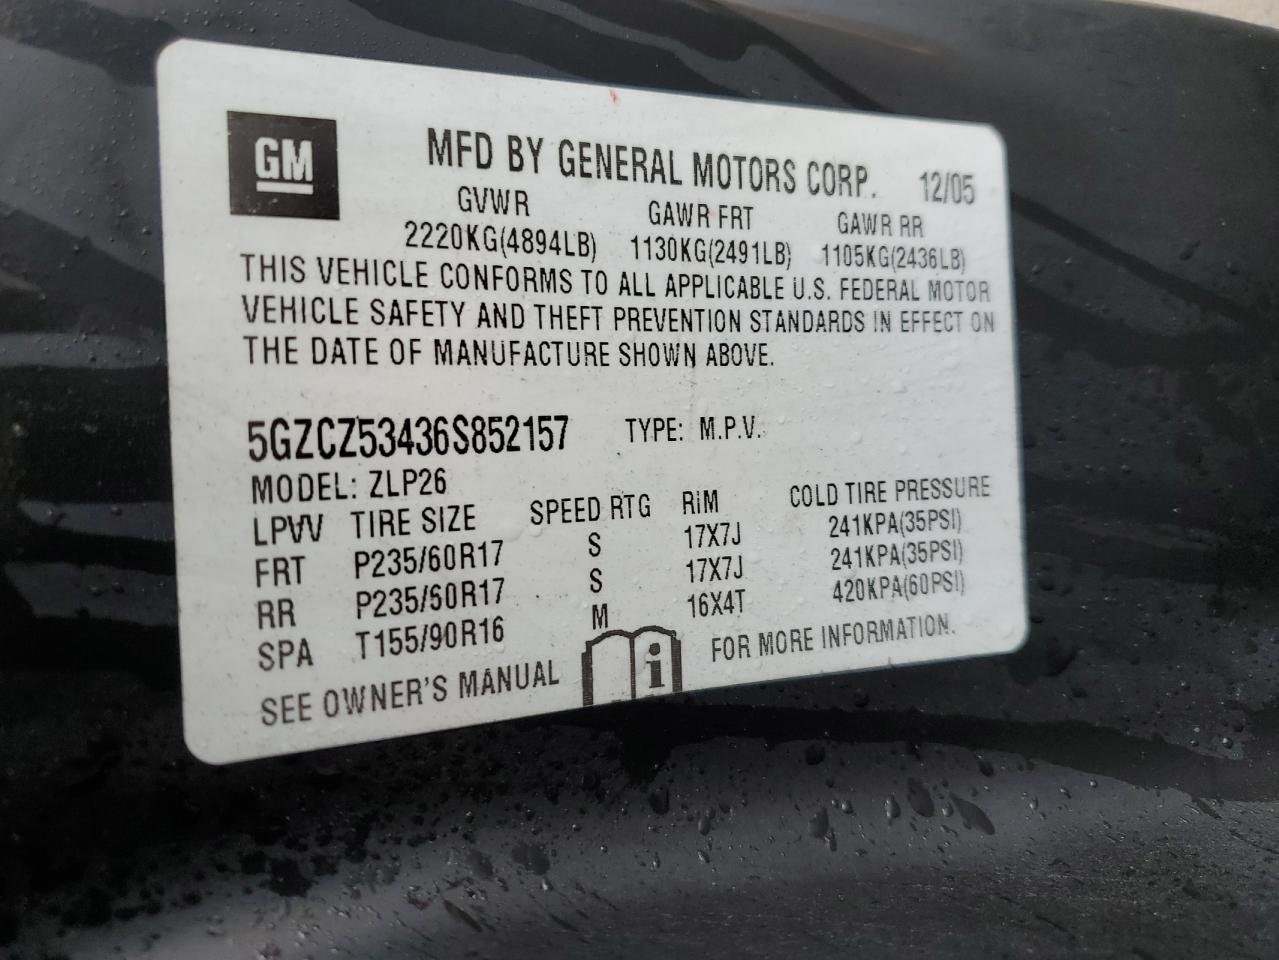 GM
MFD BY GENERAL MOTORS CORP. 12/05
GVWR GAWR FRT GAWR RR
2220KG(4894LB) 1130KG(2491LB) 1105KG(2436LB)
THIS VEHICLE CONFORMS TO ALL APPLICABLE U.S. FEDERAL MOTOR
VEHICLE SAFETY AND THEFT PREVENTION STANDARDS IN EFFECT ON
THE DATE OF MANUFACTURE SHOWN ABOVE.
5GZCZ53436S852157 TYPE: M.P.V.
MODEL: ZLP26
LPVV TIRE SIZE SPEED RTG RIM COLD TIRE PRESSURE
FRT P235/60R17 S 17X7J 241KPA(35PSI)
RR P235/60R17 S 17X7J 241KPA(35PSI)
SPA T155/90R16 M 16X4T 420KPA(60PSI)
SEE OWNER'S MANUAL i FOR MORE INFORMATION.